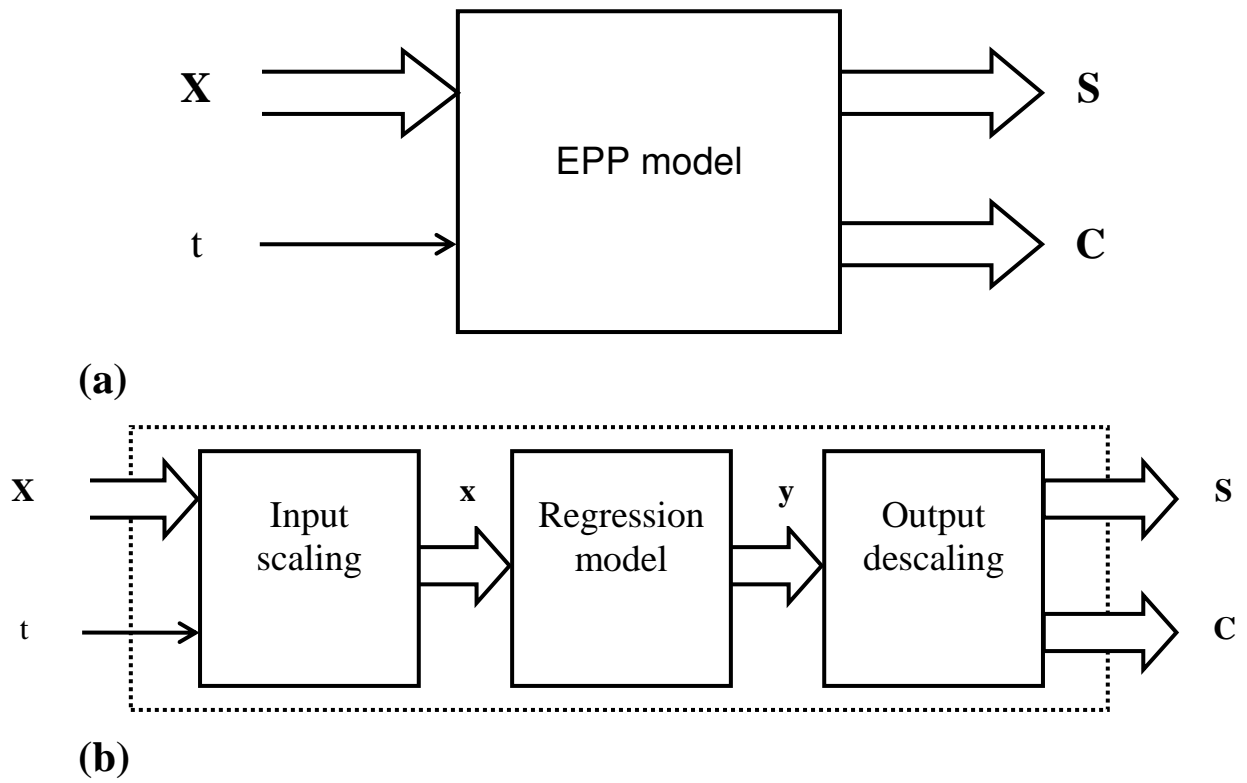 X
S
EPP model
t
C
(a)
X
S
Input
scaling
x
Regression
model
y
Output
descaling
t
C
(b)